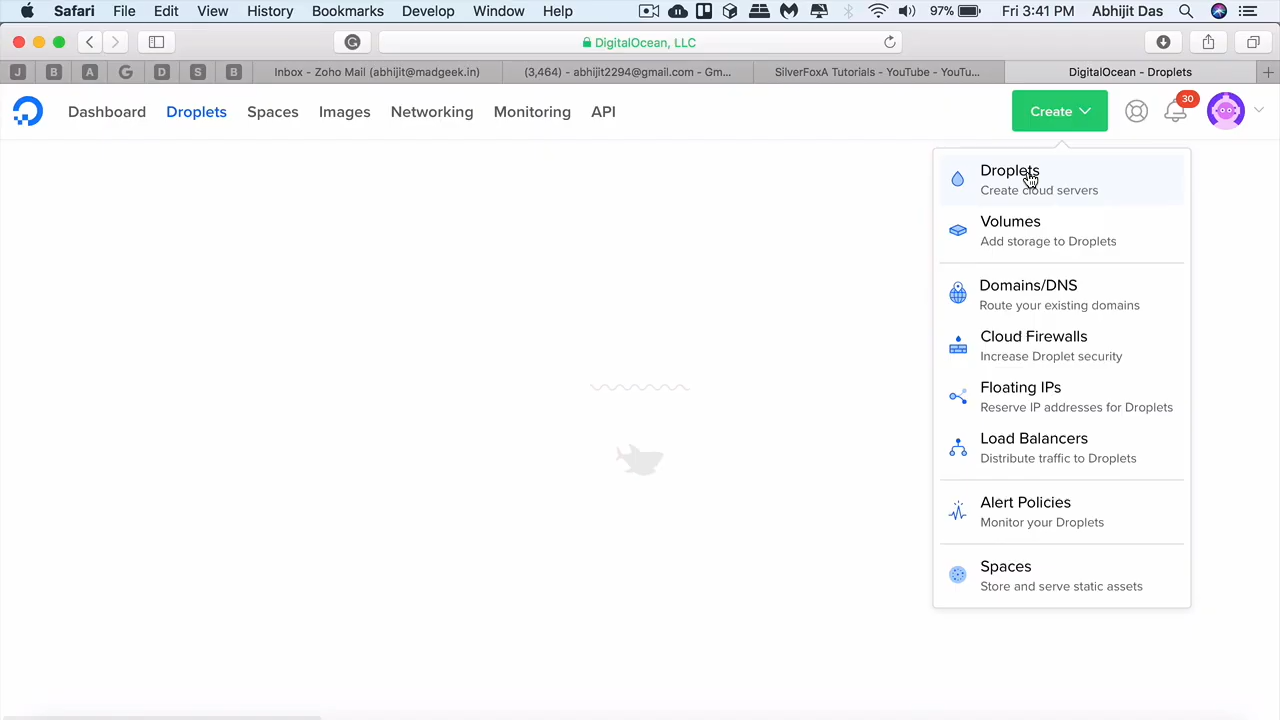 Safari File Edit View History Bookmarks Develop Window Help 97% Fri 3:41 PM Abhijit Das
DigitalOcean, LLC
J B A G D S B Inbox - Zoho Mail (abhijit@madgeek.in) (3,464) - abhijit2294@gmail.com - Gm... SilverFoxA Tutorials - YouTube - YouTu... DigitalOcean - Droplets
Dashboard Droplets Spaces Images Networking Monitoring API Create 30
Droplets
Create cloud servers
Volumes
Add storage to Droplets
Domains/DNS
Route your existing domains
Cloud Firewalls
Increase Droplet security
Floating IPs
Reserve IP addresses for Droplets
Load Balancers
Distribute traffic to Droplets
Alert Policies
Monitor your Droplets
Spaces
Store and serve static assets